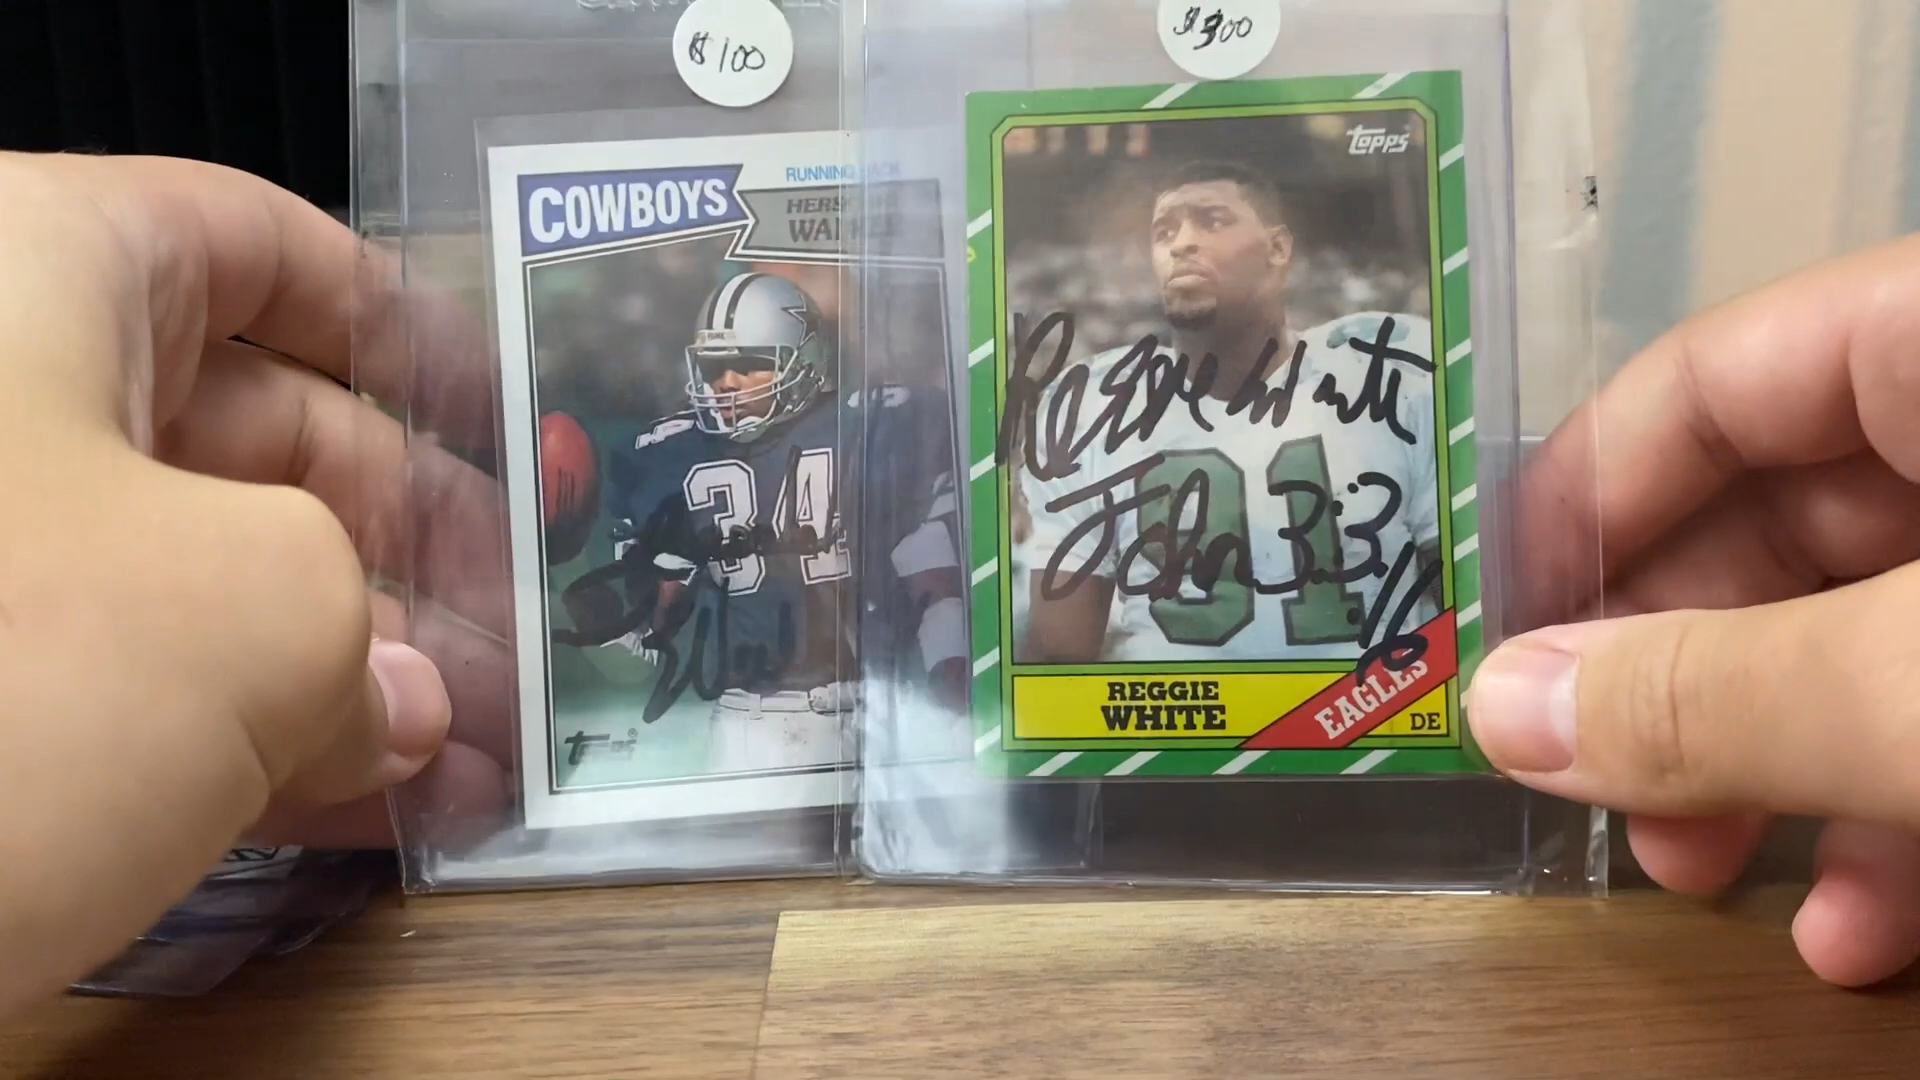 $100
COWBOYS
RUNNING BACK
HERSCHEL
WALKER
34
topps
$300
topps
Reggie White
John 3:3
:16
91
REGGIE
WHITE
EAGLES
DE